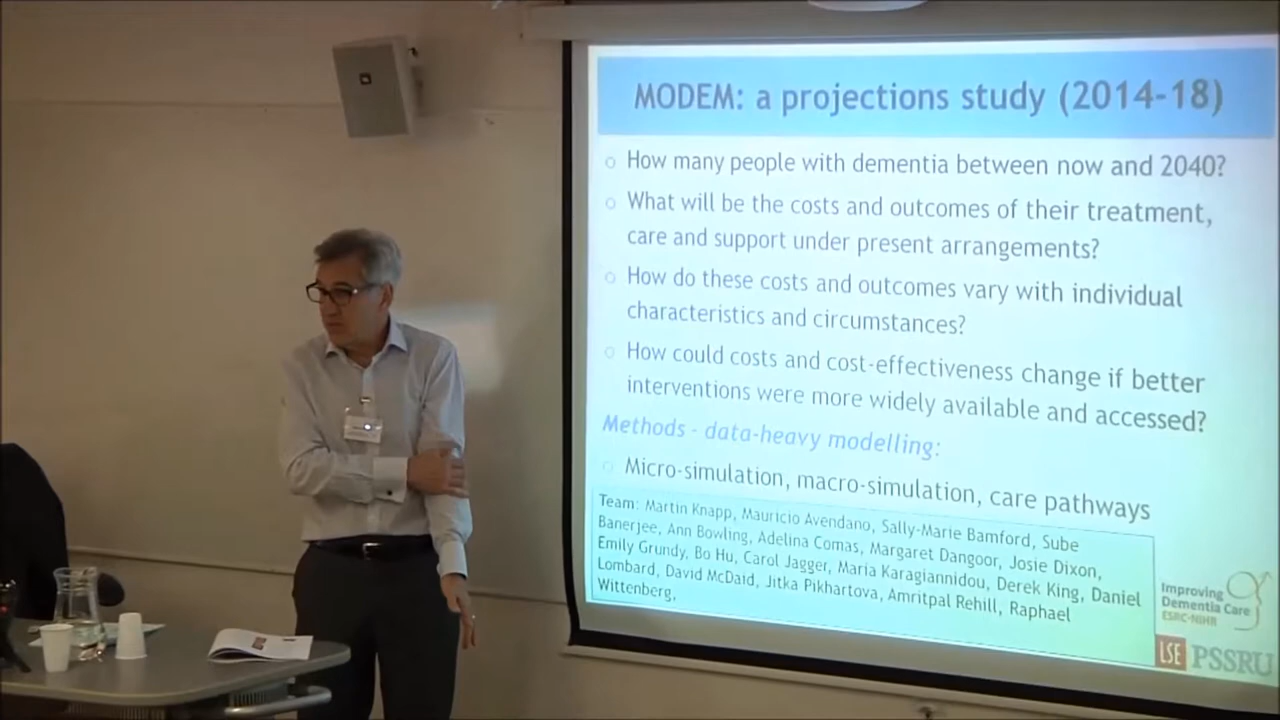 MODEM: a projections study (2014-18)
How many people with dementia between now and 2040?
What will be the costs and outcomes of their treatment,
care and support under present arrangements?
How do these costs and outcomes vary with individual
characteristics and circumstances?
How could costs and cost-effectiveness change if better
interventions were more widely available and accessed?
Methods - data-heavy modelling:
Micro-simulation, macro-simulation, care pathways
Team: Martin Knapp, Mauricio Avendano, Sally-Marie Bamford, Sube
Banerjee, Ann Bowling, Adelina Comas, Margaret Dangoor, Josie Dixon,
Emily Grundy, Bo Hu, Carol Jagger, Maria Karagiannidou, Derek King, Daniel
Lombard, David McDaid, Jitka Pikhartova, Amritpal Rehill, Raphael
Wittenberg,
Improving
Dementia Care
ESRC-NIHR
LSE PSSRU